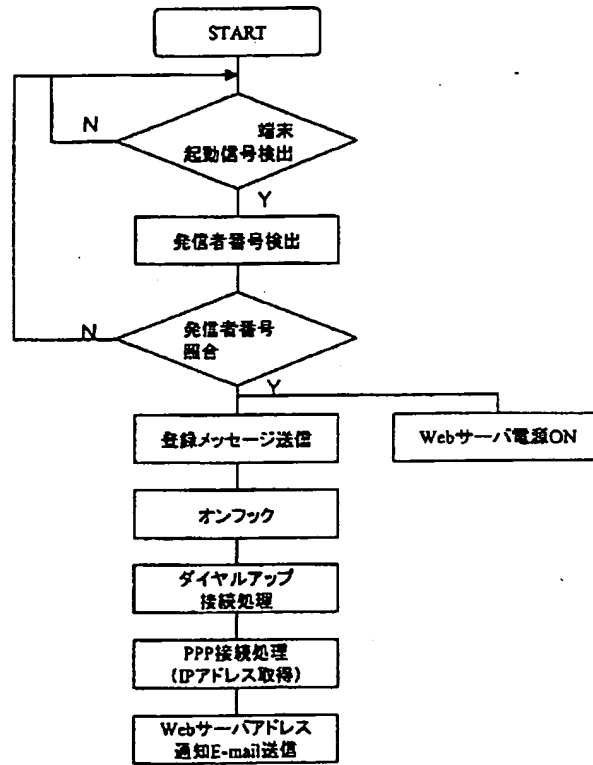 START
N
端末
起動信号検出
Y
発信者番号検出
N
発信者番号
照合
Y
登録メッセージ送信
Webサーバ電源ON
オンフック
ダイヤルアップ
接続処理
PPP接続処理
(IPアドレス取得)
Webサーバアドレス
通知E-mail送信